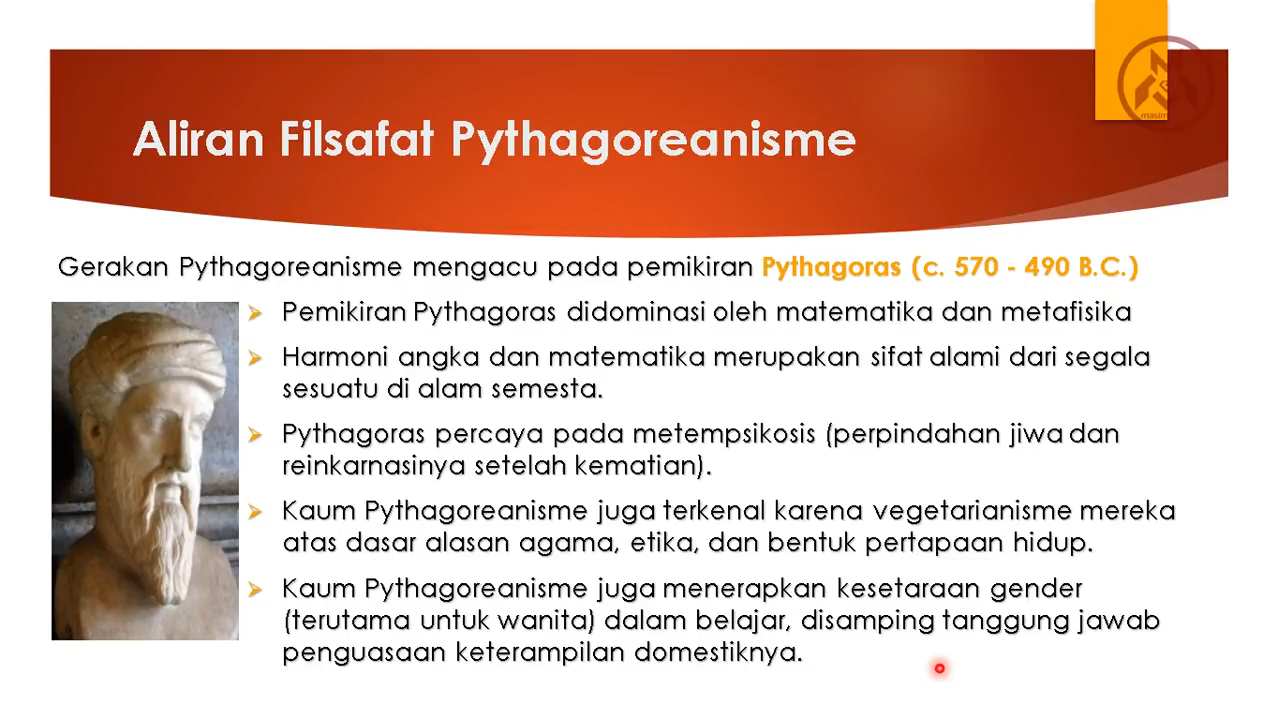 Aliran Filsafat Pythagoreanisme
masim
Gerakan Pythagoreanisme mengacu pada pemikiran Pythagoras (c. 570 - 490 B.C.)
Pemikiran Pythagoras didominasi oleh matematika dan metafisika
Harmoni angka dan matematika merupakan sifat alami dari segala
sesuatu di alam semesta.
Pythagoras percaya pada metempsikosis (perpindahan jiwa dan
reinkarnasinya setelah kematian).
Kaum Pythagoreanisme juga terkenal karena vegetarianisme mereka
atas dasar alasan agama, etika, dan bentuk pertapaan hidup.
Kaum Pythagoreanisme juga menerapkan kesetaraan gender
(terutama untuk wanita) dalam belajar, disamping tanggung jawab
penguasaan keterampilan domestiknya.